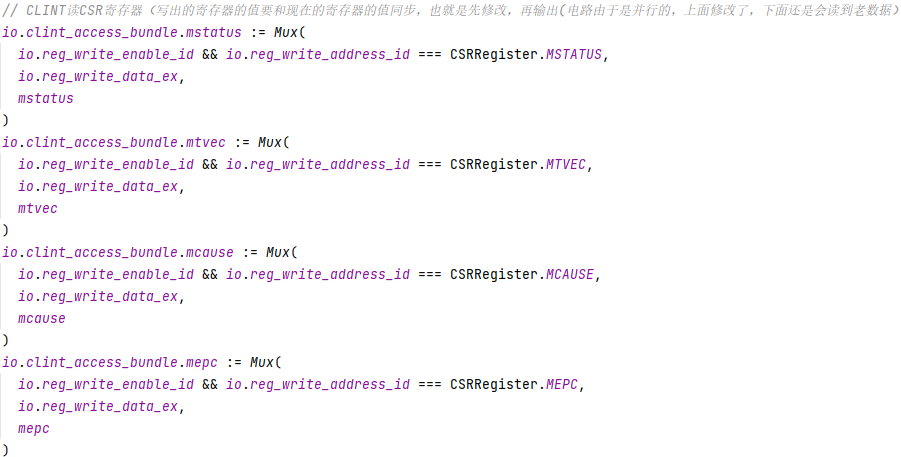 // CLINT读CSR寄存器（写出的寄存器的值要和现在的寄存器的值同步，也就是先修改，再输出(电路由于是并行的，上面修改了，下面还是会读到老数据)
io.clint_access_bundle.mstatus := Mux(
io.reg_write_enable_id && io.reg_write_address_id === CSRRegister.MSTATUS,
io.reg_write_data_ex,
mstatus
)
io.clint_access_bundle.mtvec := Mux(
io.reg_write_enable_id && io.reg_write_address_id === CSRRegister.MTVEC,
io.reg_write_data_ex,
mtvec
)
io.clint_access_bundle.mcause := Mux(
io.reg_write_enable_id && io.reg_write_address_id === CSRRegister.MCAUSE,
io.reg_write_data_ex,
mcause
)
io.clint_access_bundle.mepc := Mux(
io.reg_write_enable_id && io.reg_write_address_id === CSRRegister.MEPC,
io.reg_write_data_ex,
mepc
)